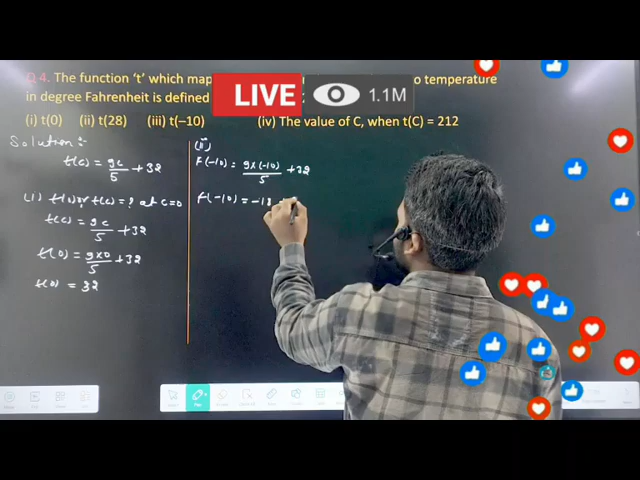 Q 4. The function 't' which map LIVE 1.1M o temperature
in degree Fahrenheit is defined
(i) t(0) (ii) t(28) (iii) t(–10) (iv) The value of C, when t(C) = 212
Solution:-
t(c) = 9c/5 + 32
(i) t(0) or t(c) = ? at c=0
t(c) = 9c/5 + 32
t(0) = 9×0/5 + 32
t(0) = 32
(ii)
F(-10) = 9×(-10)/5 + 32
F(-10) = -18 +